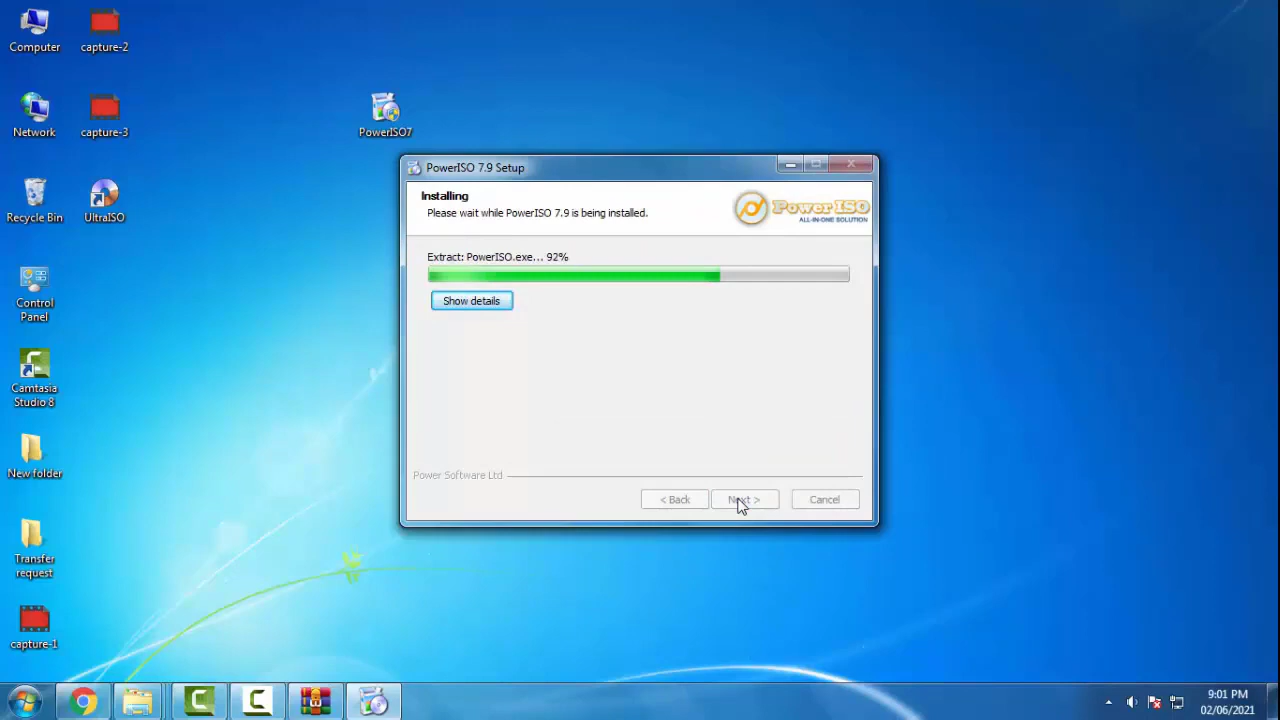 Computer
capture-2
Network
capture-3
PowerISO7
Recycle Bin
UltraISO
Control
Panel
Camtasia
Studio 8
New folder
Transfer
request
capture-1
PowerISO 7.9 Setup
Installing
Please wait while PowerISO 7.9 is being installed.
Power ISO
ALL-IN-ONE SOLUTION
Extract: PowerISO.exe... 92%
Show details
Power Software Ltd
< Back
Next >
Cancel
9:01 PM
02/06/2021